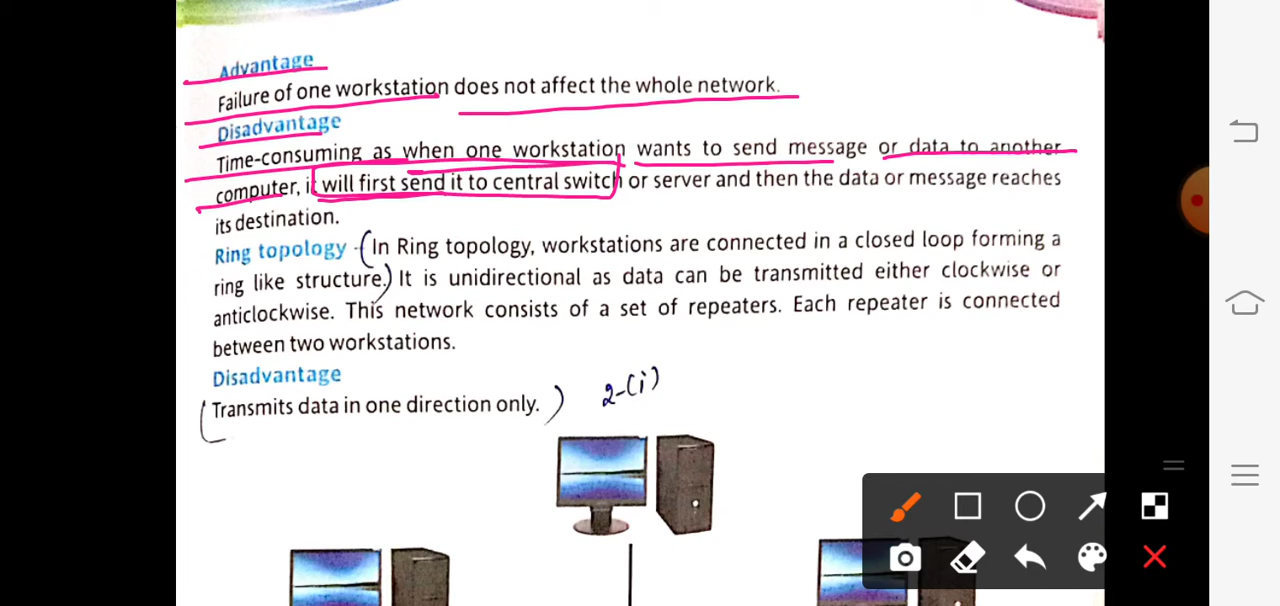 Advantage
Failure of one workstation does not affect the whole network.
Disadvantage
Time-consuming as when one workstation wants to send message or data to another
computer, it will first send it to central switch or server and then the data or message reaches
its destination.
Ring topology - (In Ring topology, workstations are connected in a closed loop forming a
ring like structure.) It is unidirectional as data can be transmitted either clockwise or
anticlockwise. This network consists of a set of repeaters. Each repeater is connected
between two workstations.
Disadvantage
(Transmits data in one direction only.) 2-(i)